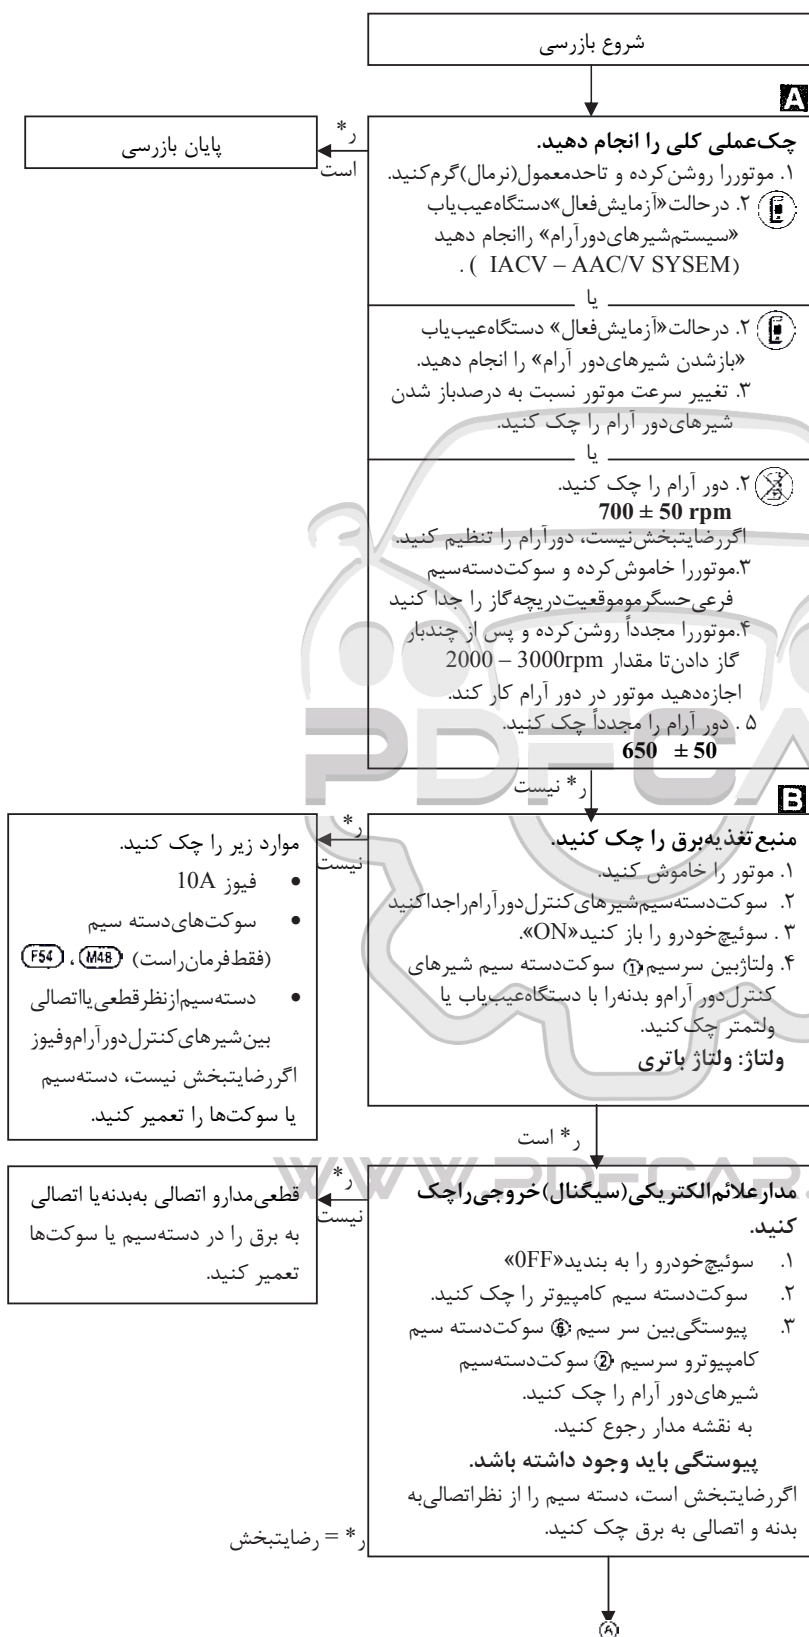 شروع بازرسی
A
چک‌عملی کلی را انجام دهید.
۱. موتوررا روشن‌کرده و تاحدمعمول(نرمال)گرم‌کنید.
۲. درحالت«آزمایش‌فعال»دستگاه‌عیب‌یاب
«سیستم‌شیرهای‌دورآرام» راانجام دهید
. ( IACV – AAC/V SYSEM)
یا
۲. درحالت«آزمایش‌فعال» دستگاه‌عیب‌یاب
«بازشدن شیرهای‌دور آرام» را انجام دهید.
۳. تغییر سرعت موتور نسبت به درصدباز شدن
شیرهای‌دور آرام را چک کنید.
یا
۲. دور آرام را چک کنید.
700 ± 50 rpm
اگررضایتبخش‌نیست، دورآرام را تنظیم کنید.
۳.موتوررا خاموش‌کرده و سوکت‌دسته‌سیم
فرعی‌حسگرموموقعیت‌دریچه‌گاز را جدا کنید
۴.موتوررا مجدداً روشن‌کرده و پس از چندبار
گاز دادن‌تا مقدار 2000 – 3000rpm
اجازه‌دهید موتور در دور آرام کار کند.
۵ . دور آرام را مجدداً چک کنید.
650 ± 50
ر*
است
پایان بازرسی
ر* نیست
B
منبع‌تغذیه‌برق را چک کنید.
۱. موتور را خاموش کنید.
۲. سوکت‌دسته‌سیم‌شیرهای‌کنترل‌دورآرام‌راجداکنید
۳ . سوئیچ‌خودرو را باز کنید«ON».
۴. ولتاژبین سرسیم ① سوکت‌دسته سیم شیرهای
کنترل‌دور آرام‌و بدنه‌را با دستگاه‌عیب‌یاب یا
ولتمتر چک‌کنید.
ولتاژ: ولتاژ باتری
ر*
نیست
موارد زیر را چک کنید.
• فیوز 10A
• سوکت‌های‌دسته سیم
(فقط‌فرمان‌راست) M48 ، F54
• دسته‌سیم‌ازنظرقطعی‌یااتصالی
بین‌شیرهای‌کنترل‌دورآرام‌وفیوز
اگررضایتبخش نیست، دسته‌سیم
یا سوکت‌ها را تعمیر کنید.
ر* است
مدارعلائم‌الکتریکی(سیگنال)خروجی‌راچک
کنید.
۱. سوئیچ‌خودرو را به بندید«0FF»
۲. سوکت‌دسته سیم کامپیوتر را چک کنید.
۳. پیوستگی‌بین سر سیم ⑥ سوکت‌دسته سیم
کامپیوترو سرسیم ② سوکت‌دسته‌سیم
شیرهای‌دور آرام را چک کنید.
به نقشه مدار رجوع کنید.
پیوستگی باید وجود داشته باشد.
اگررضایتبخش است، دسته سیم را از نظراتصالی‌به
بدنه و اتصالی به برق چک کنید.
ر*
نیست
قطعی‌مدارو اتصالی به‌بدنه‌یا اتصالی
به برق را در دسته‌سیم یا سوکت‌ها
تعمیر کنید.
ر* = رضایتبخش
Ⓐ
WWW.PDFCAR.